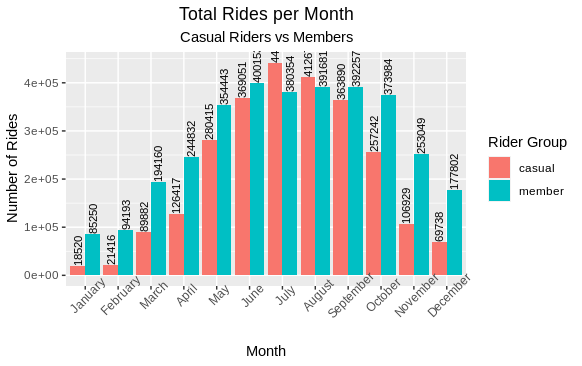 Total Rides per Month
Casual Riders vs Members
Number of Rides
4e+05
3e+05
2e+05
1e+05
0e+00
18520
85250
21416
94193
89882
194160
126417
244832
280415
354443
369051
400153
44
380354
41267
391681
363890
392257
257242
373984
106929
253049
69738
177802
January
February
March
April
May
June
July
August
September
October
November
December
Month
Rider Group
casual
member